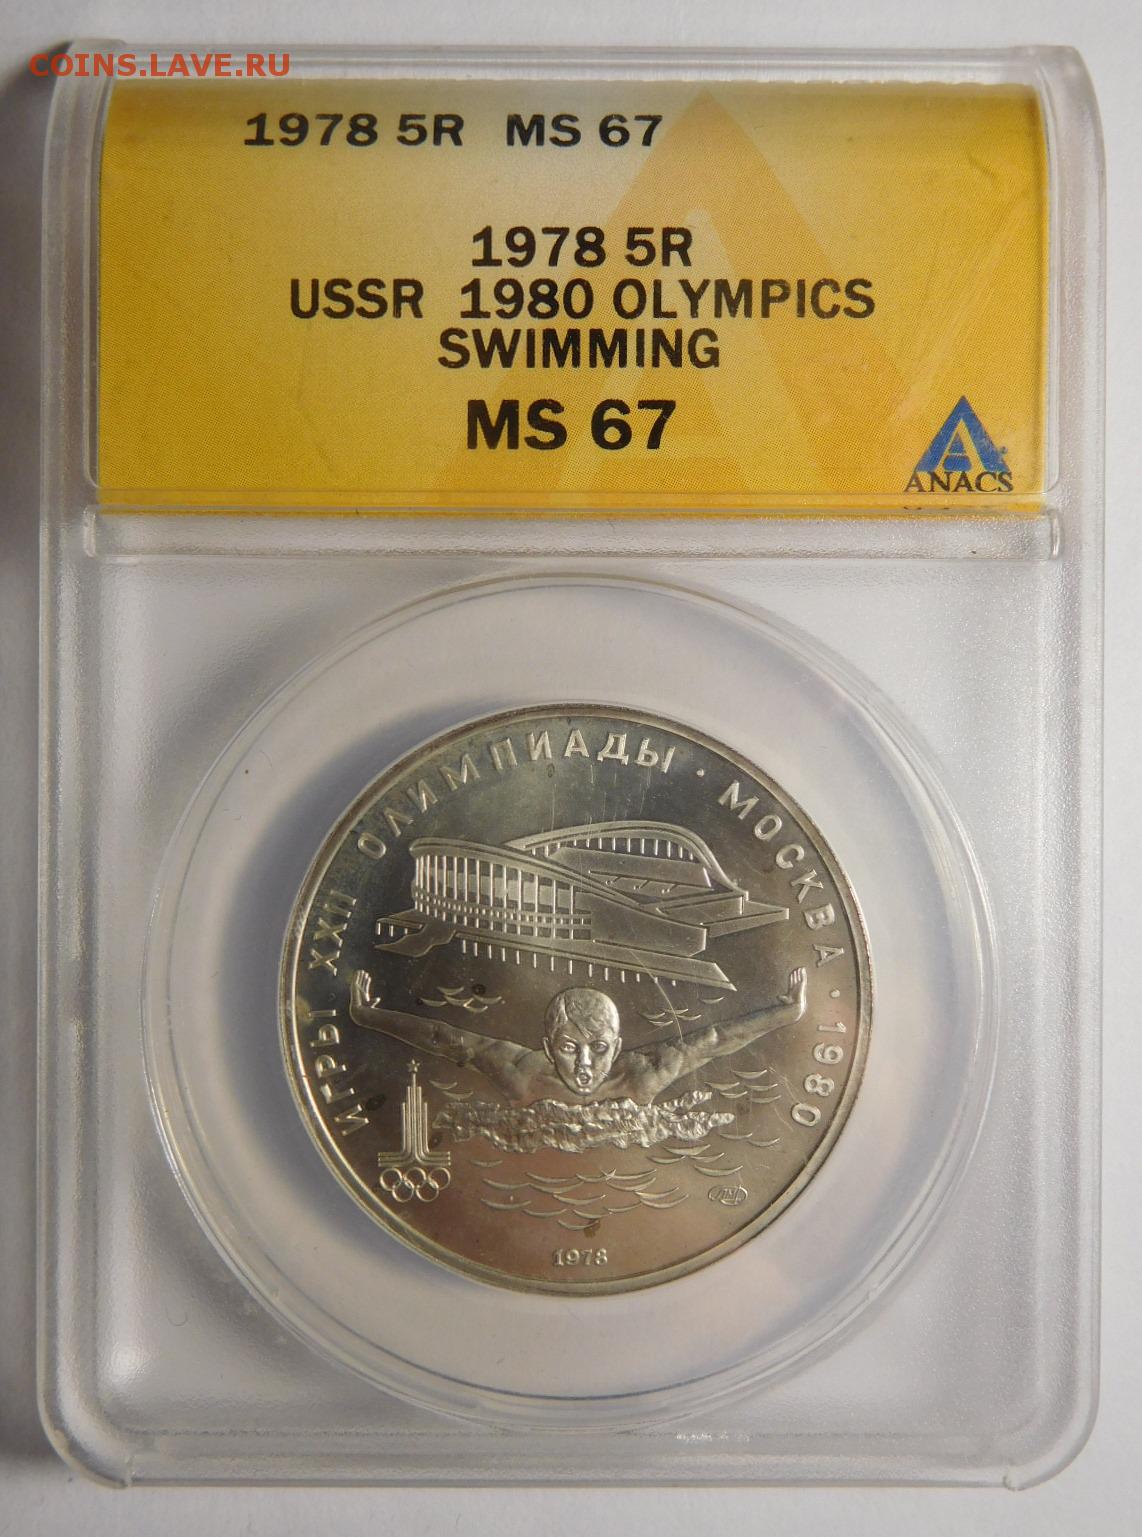 COINS.LAVE.RU
1978 5R MS 67
1978 5R
USSR 1980 OLYMPICS
SWIMMING
MS 67
ANACS
ИГРЫ XXII ОЛИМПИАДЫ · МОСКВА · 1980
ЛМД
1978